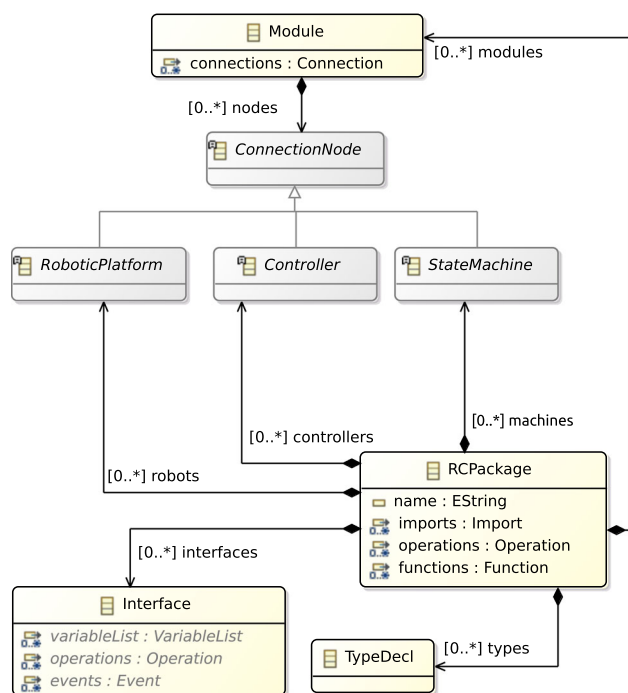 Module
connections : Connection
[0..*] modules
[0..*] nodes
ConnectionNode
RoboticPlatform
Controller
StateMachine
[0..*] machines
[0..*] controllers
[0..*] robots
RCPackage
name : EString
imports : Import
operations : Operation
functions : Function
[0..*] interfaces
Interface
variableList : VariableList
operations : Operation
events : Event
TypeDecl
[0..*] types